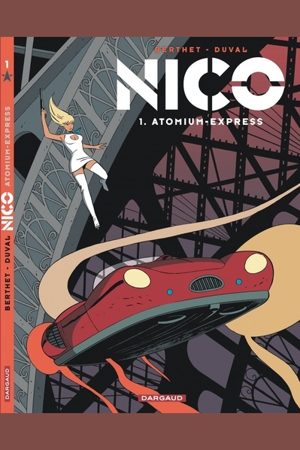 BERTHET - DUVAL
NICO
1. ATOMIUM-EXPRESS
DARGAUD
1
ATOMIUM-EXPRESS
NICO
BERTHET - DUVAL
DARGAUD